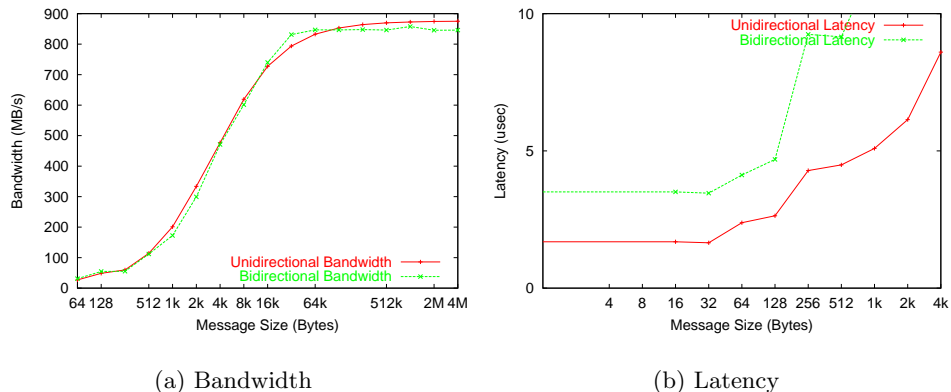 900
800
700
600
500
400
300
200
100
0
Bandwidth (MB/s)
Unidirectional Bandwidth
Bidirectional Bandwidth
64 128 512 1k 2k 4k 8k 16k 64k 512k 2M 4M
Message Size (Bytes)
(a) Bandwidth
10
5
0
Latency (usec)
Unidirectional Latency
Bidirectional Latency
4 8 16 32 64 128 256 512 1k 2k 4k
Message Size (Bytes)
(b) Latency